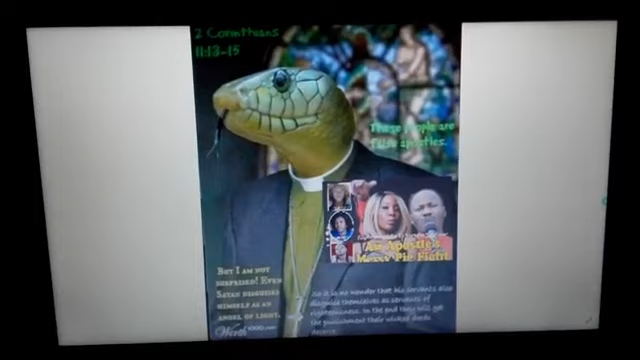 2 Corinthians
11:13-15
These people are
false apostles.
An Apostle's
Messy Pie Fight
But I am not
surprised! Even
Satan disguises
himself as an
angel of light.
So it is no wonder that his servants also
disguise themselves as servants of
righteousness. In the end they will get
the punishment their wicked deeds
deserve.